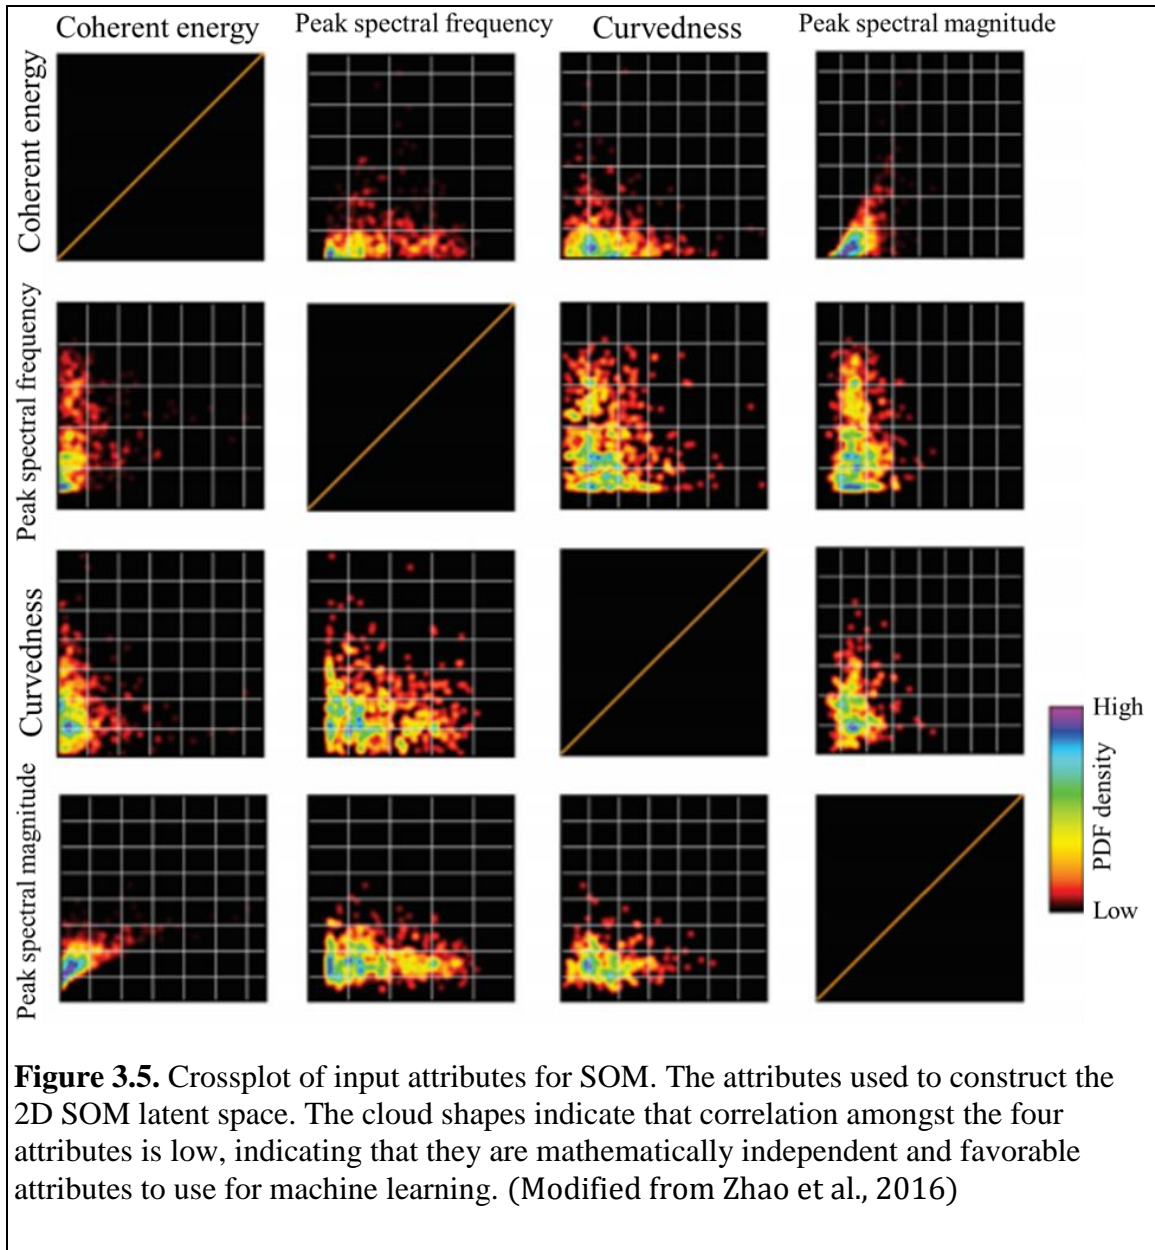 Coherent energy
Peak spectral frequency
Curvedness
Peak spectral magnitude
Coherent energy
Peak spectral frequency
Curvedness
Peak spectral magnitude
High
PDF density
Low
Figure 3.5. Crossplot of input attributes for SOM. The attributes used to construct the
2D SOM latent space. The cloud shapes indicate that correlation amongst the four
attributes is low, indicating that they are mathematically independent and favorable
attributes to use for machine learning. (Modified from Zhao et al., 2016)